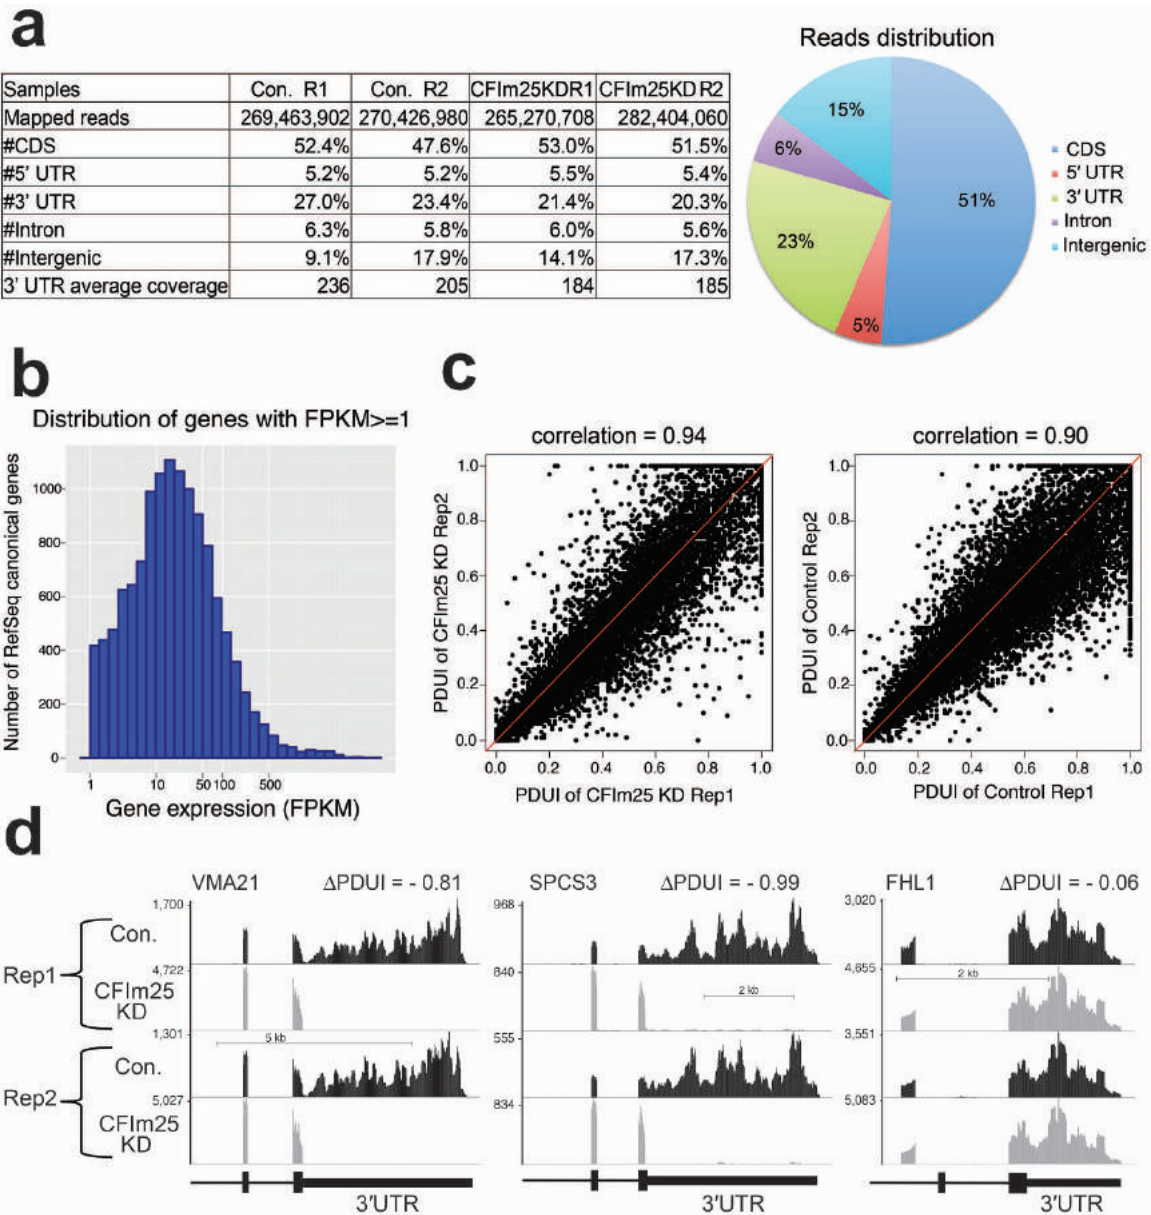 a
Samples Con. R1 Con. R2 CFIm25KDR1 CFIm25KD R2
Mapped reads 269,463,902 270,426,980 265,270,708 282,404,060
#CDS 52.4% 47.6% 53.0% 51.5%
#5' UTR 5.2% 5.2% 5.5% 5.4%
#3' UTR 27.0% 23.4% 21.4% 20.3%
#Intron 6.3% 5.8% 6.0% 5.6%
#Intergenic 9.1% 17.9% 14.1% 17.3%
3' UTR average coverage 236 205 184 185
Reads distribution
15%
6%
51%
23%
5%
CDS
5' UTR
3' UTR
Intron
Intergenic
b
Distribution of genes with FPKM>=1
Number of RefSeq canonical genes
1000
800
600
400
200
0
1 10 50 100 500
Gene expression (FPKM)
c
correlation = 0.94
PDUI of CFIm25 KD Rep2
1.0
0.8
0.6
0.4
0.2
0.0
0.0 0.2 0.4 0.6 0.8 1.0
PDUI of CFIm25 KD Rep1
correlation = 0.90
PDUI of Control Rep2
1.0
0.8
0.6
0.4
0.2
0.0
0.0 0.2 0.4 0.6 0.8 1.0
PDUI of Control Rep1
d
Rep1
Con.
CFIm25
KD
Rep2
Con.
CFIm25
KD
VMA21 ΔPDUI = - 0.81
1,700
4,722
1,301
5 kb
5,027
3'UTR
SPCS3 ΔPDUI = - 0.99
968
840
2 kb
555
834
3'UTR
FHL1 ΔPDUI = - 0.06
3,020
4,655
2 kb
3,551
5,083
3'UTR